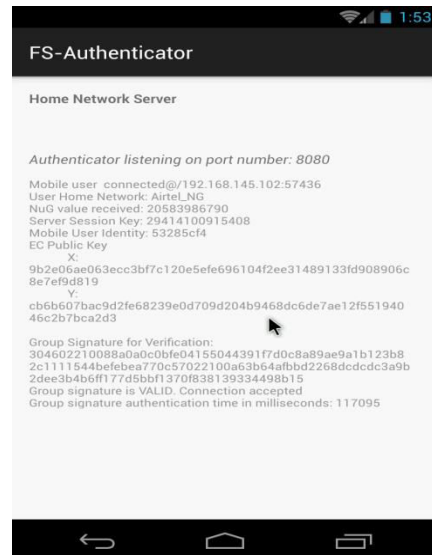 1:53
FS-Authenticator
Home Network Server
Authenticator listening on port number: 8080
Mobile user connected@/192.168.145.102:57436
User Home Network: Airtel_NG
NuG value received: 20583986790
Server Session Key: 29414100915408
Mobile User Identity: 53285cf4
EC Public Key
X:
9b2e06ae063ecc3bf7c120e5efe696104f2ee31489133fd908906c
8e7ef9d819
Y:
cb6b607bac9d2fe68239e0d709d204b9468dc6de7ae12f551940
46c2b7bca2d3
Group Signature for Verification:
304602210088a0a0c0bfe04155044391f7d0c8a89ae9a1b123b8
2c1111544befebea770c57022100a63b64afbbd2268dcdcdc3a9b
2dee3b4b6ff177d5bbf1370f838139334498b15
Group signature is VALID. Connection accepted
Group signature authentication time in milliseconds: 117095